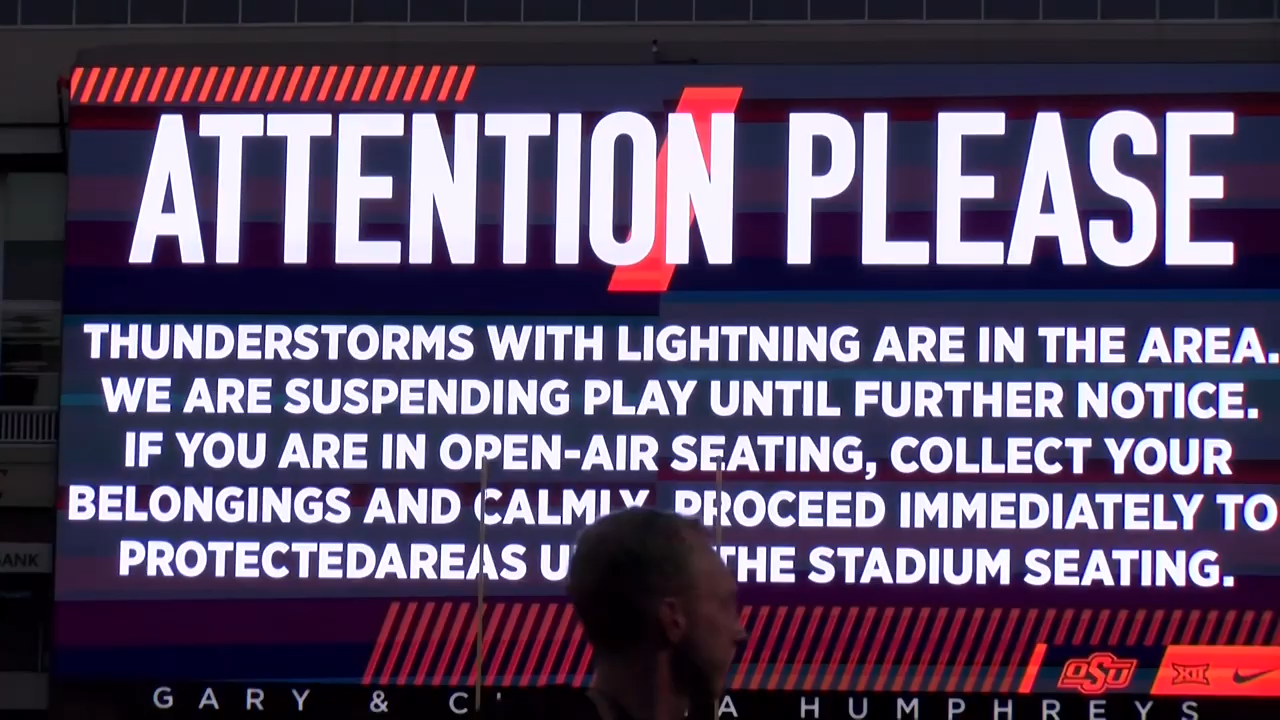 ATTENTION PLEASE
THUNDERSTORMS WITH LIGHTNING ARE IN THE AREA.
WE ARE SUSPENDING PLAY UNTIL FURTHER NOTICE.
IF YOU ARE IN OPEN-AIR SEATING, COLLECT YOUR
BELONGINGS AND CALMLY PROCEED IMMEDIATELY TO
PROTECTEDAREAS THE STADIUM SEATING.
BANK
OSU XII
GARY & HUMPHREYS